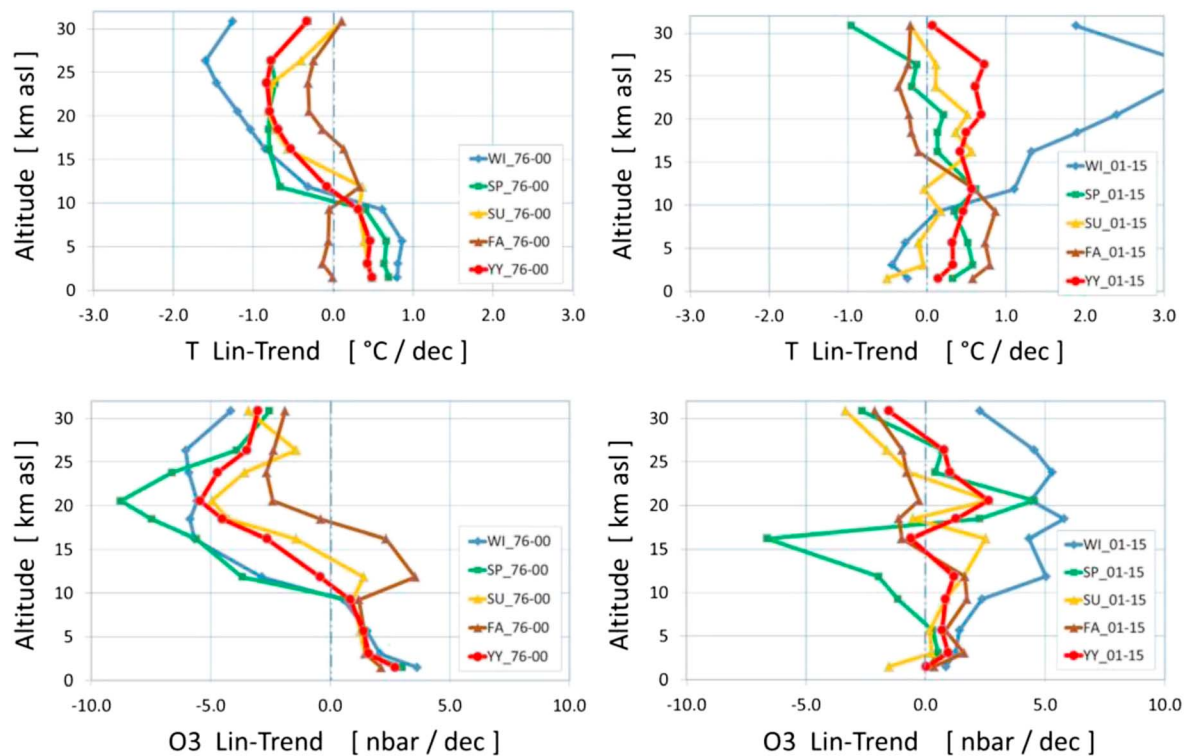 Altitude [ km asl ]
30
25
20
15
10
5
0
-3.0 -2.0 -1.0 0.0 1.0 2.0 3.0
T Lin-Trend [ °C / dec ]
WI_76-00
SP_76-00
SU_76-00
FA_76-00
YY_76-00
Altitude [ km asl ]
30
25
20
15
10
5
0
-3.0 -2.0 -1.0 0.0 1.0 2.0 3.0
T Lin-Trend [ °C / dec ]
WI_01-15
SP_01-15
SU_01-15
FA_01-15
YY_01-15
Altitude [ km asl ]
30
25
20
15
10
5
0
-10.0 -5.0 0.0 5.0 10.0
O3 Lin-Trend [ nbar / dec ]
WI_76-00
SP_76-00
SU_76-00
FA_76-00
YY_76-00
Altitude [ km asl ]
30
25
20
15
10
5
0
-10.0 -5.0 0.0 5.0 10.0
O3 Lin-Trend [ nbar / dec ]
WI_01-15
SP_01-15
SU_01-15
FA_01-15
YY_01-15